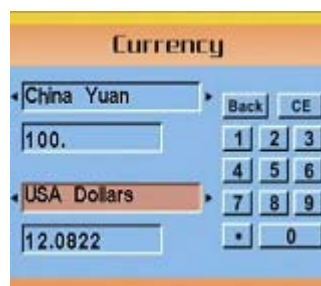 Currency
China Yuan
100.
USA Dollars
12.0822
Back CE
1 2 3
4 5 6
7 8 9
. 0